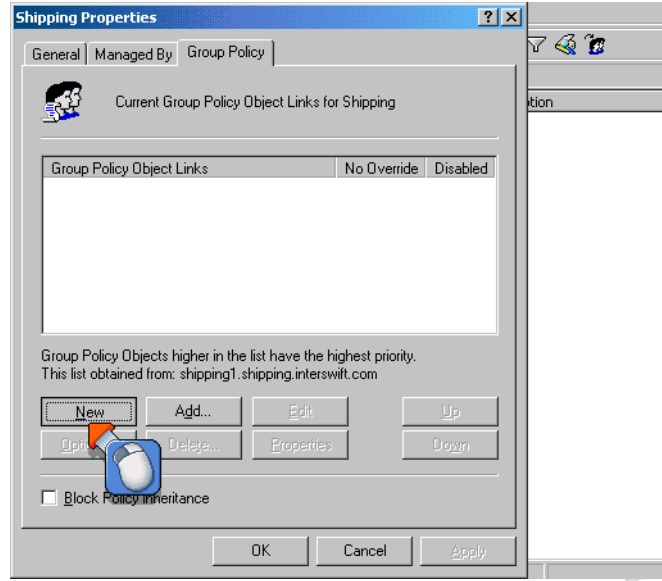 Shipping Properties
General Managed By Group Policy
Current Group Policy Object Links for Shipping
ption
Group Policy Object Links No Override Disabled
Group Policy Objects higher in the list have the highest priority.
This list obtained from: shipping1.shipping.interswift.com
New Add... Edit Up
Delete... Properties Down
Block Policy Inheritance
OK Cancel Apply